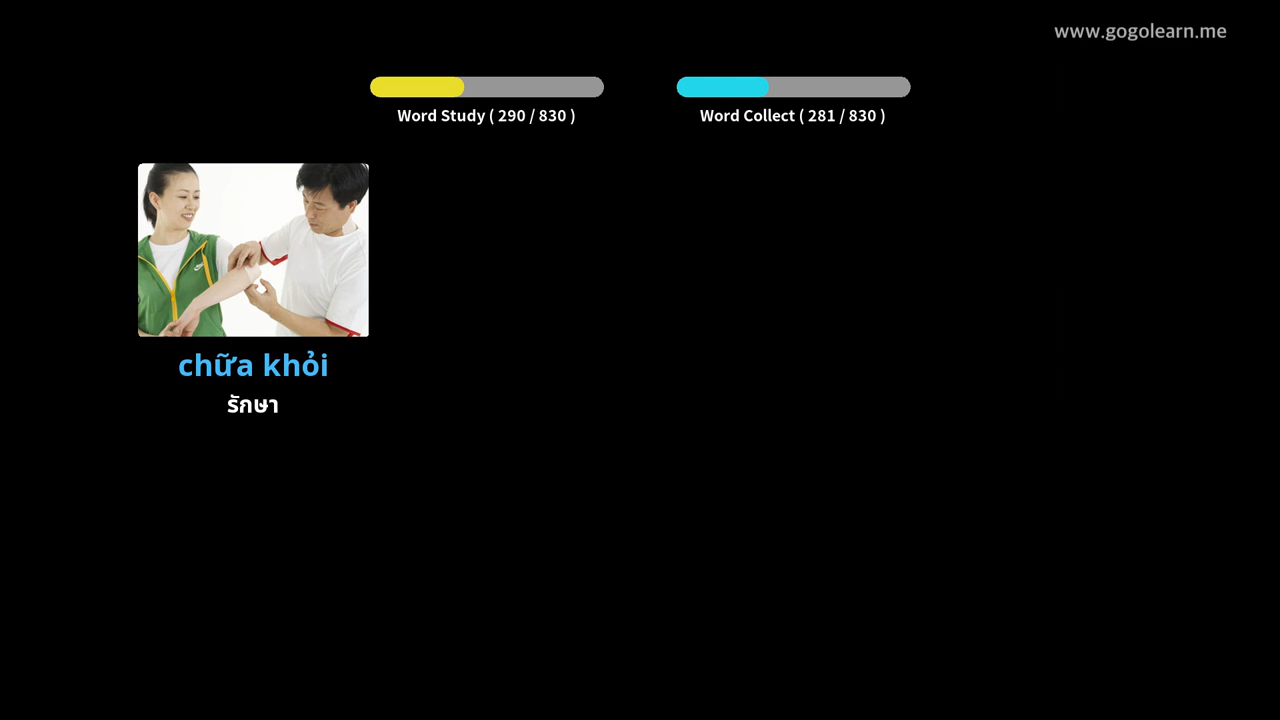 www.gogolearn.me
Word Study ( 290 / 830 )
Word Collect ( 281 / 830 )
chữa khỏi
รักษา